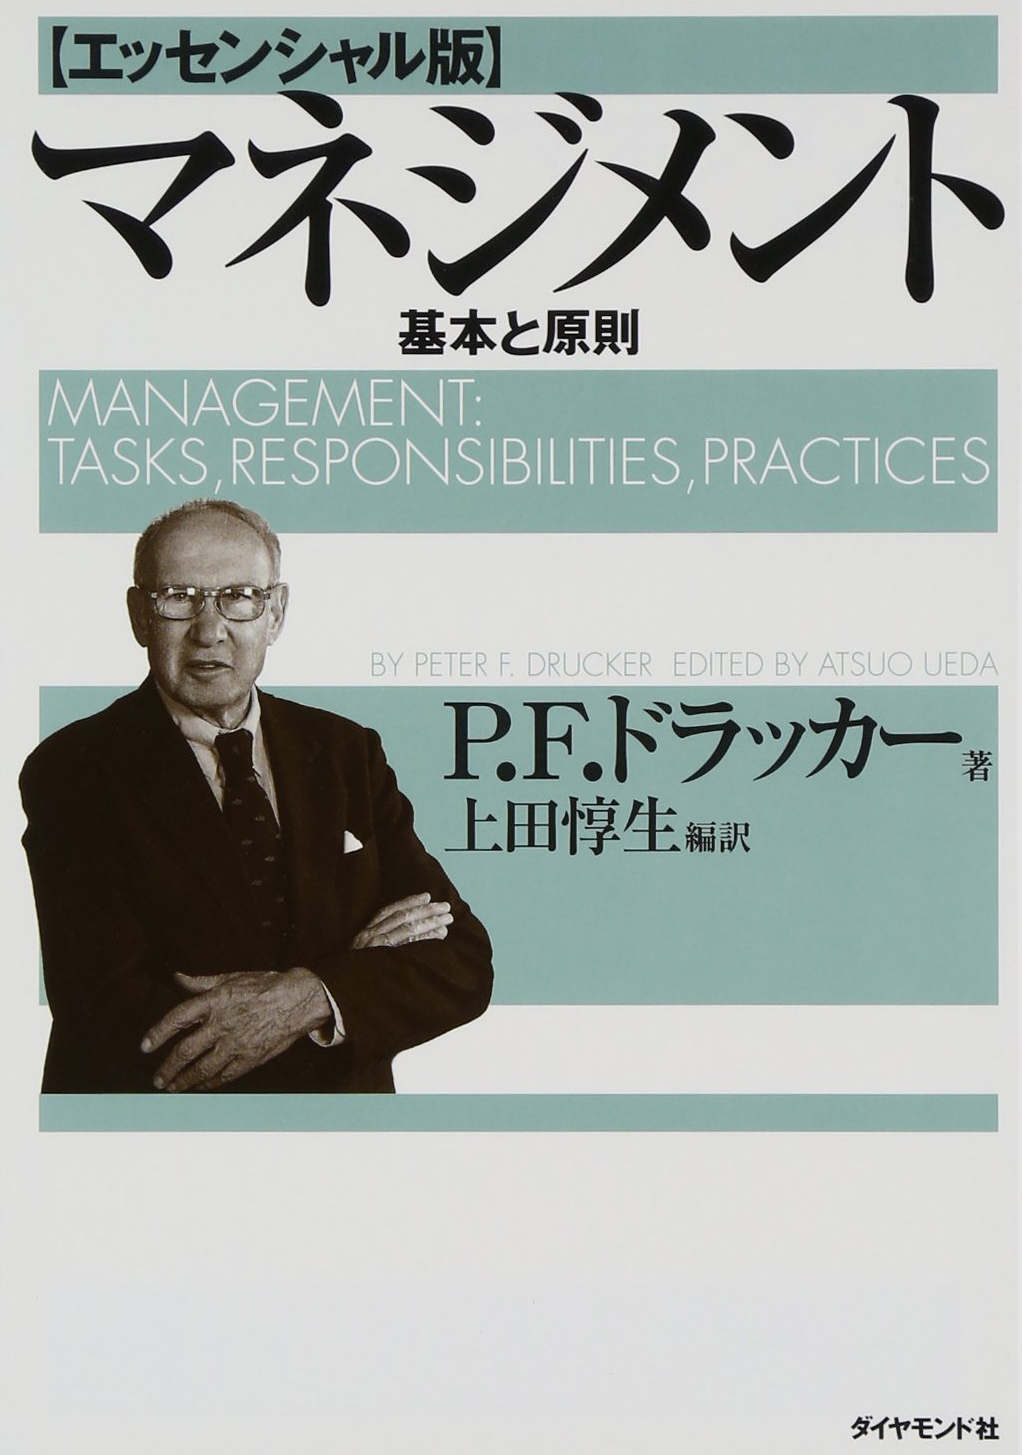 【エッセンシャル版】
マネジメント
基本と原則
MANAGEMENT:
TASKS,RESPONSIBILITIES,PRACTICES
BY PETER F. DRUCKER EDITED BY ATSUO UEDA
P.F.ドラッカー著
上田惇生編訳
ダイヤモンド社